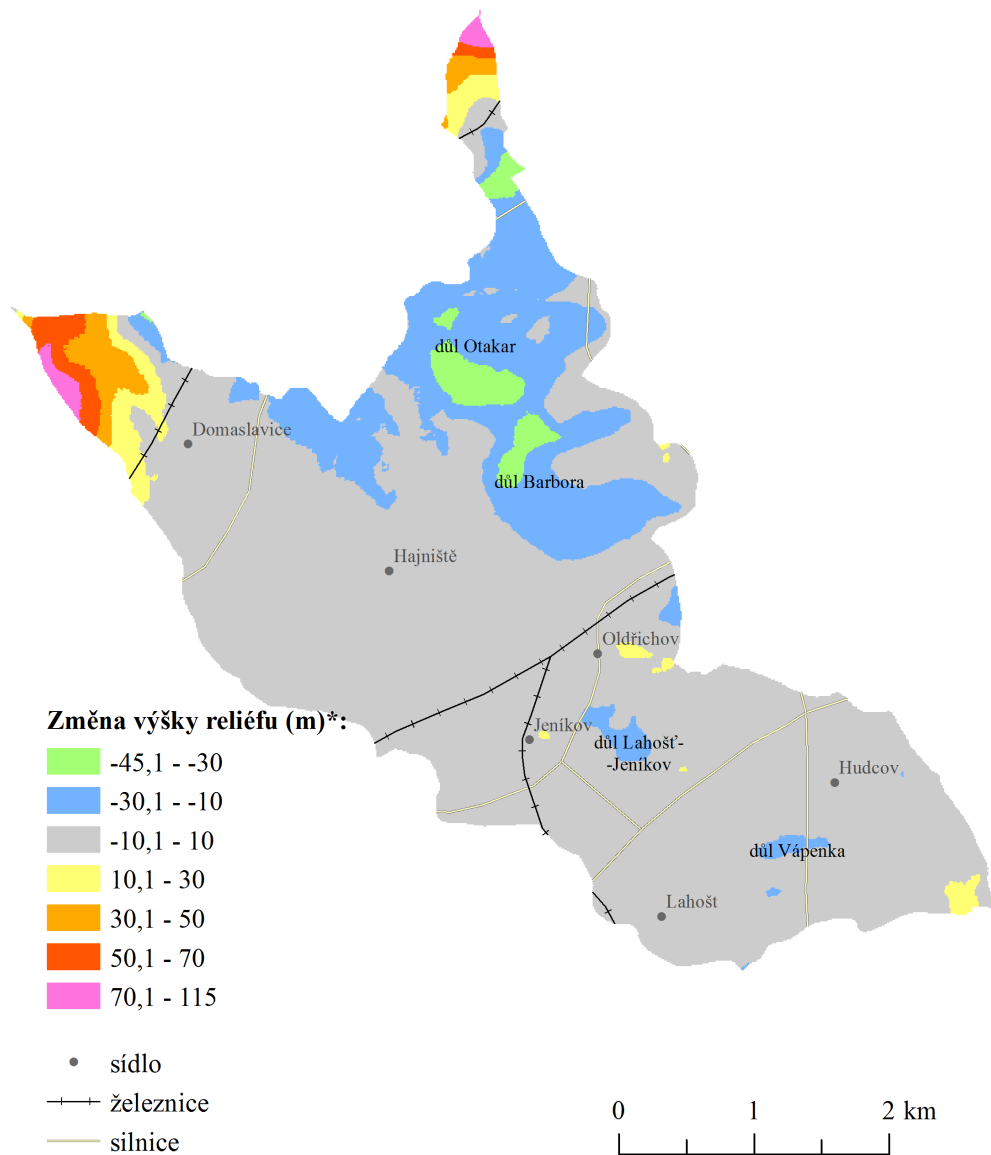 důl Otakar
Domaslavice
důl Barbora
Hajniště
Oldřichov
Změna výšky reliéfu (m)*:
-45,1 - -30
-30,1 - -10
-10,1 - 10
10,1 - 30
30,1 - 50
50,1 - 70
70,1 - 115
Jeníkov
důl Lahošť-
-Jeníkov
Hudcov
důl Vápenka
Lahošt
sídlo
železnice
silnice
0 1 2 km